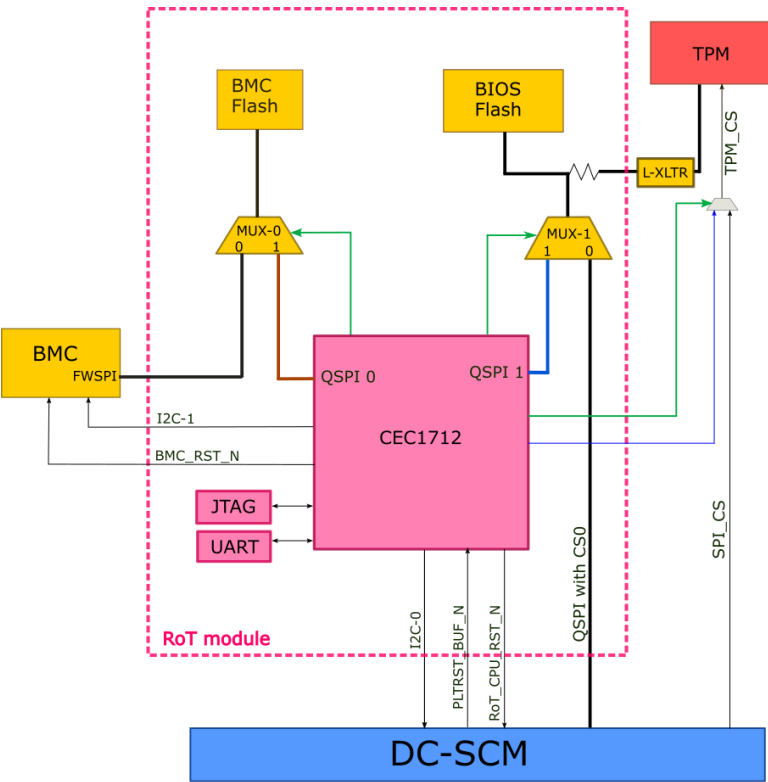 TPM
BMC
Flash
BIOS
Flash
TPM_CS
L-XLTR
MUX-0
0 1
MUX-1
1 0
BMC
FWSPI
QSPI 0
QSPI 1
I2C-1
CEC1712
BMC_RST_N
JTAG
UART
I2C-0
PLTRST_BUF_N
RoT_CPU_RST_N
QSPI with CS0
SPI_CS
RoT module
DC-SCM